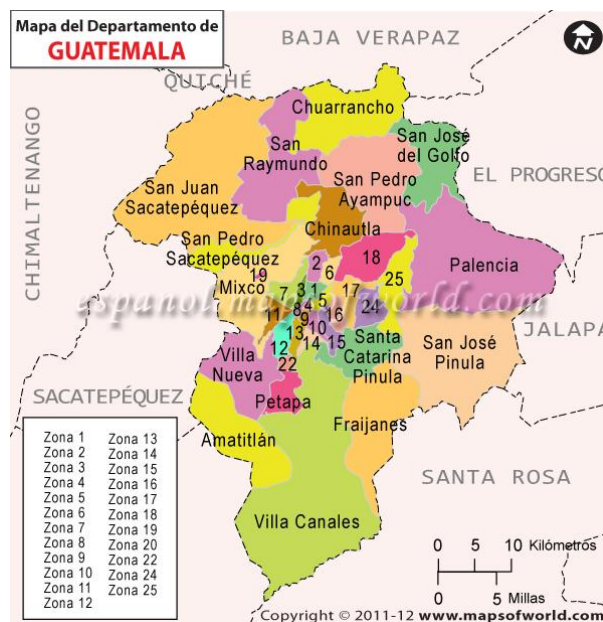 Mapa del Departamento de
GUATEMALA
BAJA VERAPAZ
N
QUICHÉ
CHIMALTENANGO
Chuarrancho
San
Raymundo
San José
del Golfo
EL PROGRESO
San Juan
Sacatepéquez
San Pedro
Ayampuc
Chinautla
San Pedro
Sacatepéquez
2
6
18
25
Palencia
19
Mixco
7
3
1
17
espanol.mapsofworld.com
8
4
5
24
11
9
16
10
13
JALAPA
12
14
15
Santa
Catarina
Pinula
San José
Pinula
Villa
Nueva
22
SACATEPÉQUEZ
Petapa
Fraijanes
Amatitlán
SANTA ROSA
Villa Canales
Zona 1
Zona 2
Zona 3
Zona 4
Zona 5
Zona 6
Zona 7
Zona 8
Zona 9
Zona 10
Zona 11
Zona 12
Zona 13
Zona 14
Zona 15
Zona 16
Zona 17
Zona 18
Zona 19
Zona 20
Zona 22
Zona 24
Zona 25
0 5 10 Kilómetros
0 5 Millas
Copyright © 2011-12 www.mapsofworld.com